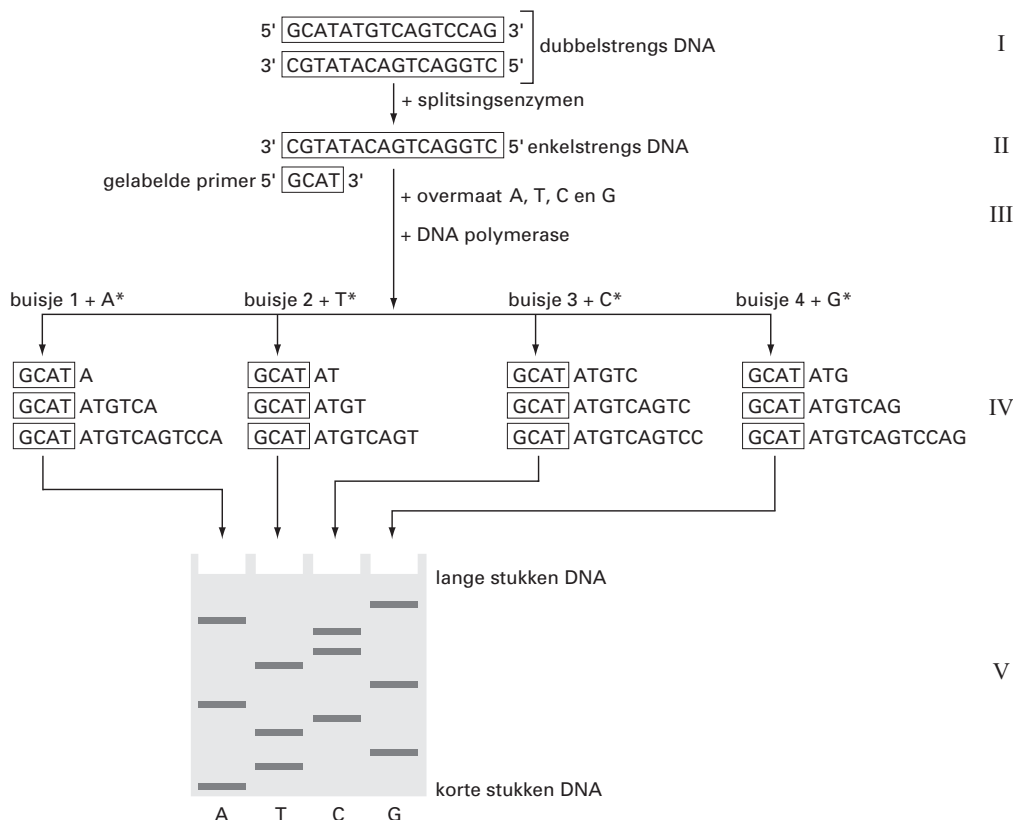 5' GCATATGTCAGTCCAG 3'
dubbelstrengs DNA
I
3' CGTATACAGTCAGGTC 5'
+ splitsingsenzymen
3' CGTATACAGTCAGGTC 5' enkelstrengs DNA
II
gelabelde primer 5' GCAT 3'
+ overmaat A, T, C en G
III
+ DNA polymerase
buisje 1 + A* buisje 2 + T* buisje 3 + C* buisje 4 + G*
GCAT A GCAT AT GCAT ATGTC GCAT ATG
GCAT ATGTCA GCAT ATGT GCAT ATGTCAGTC GCAT ATGTCAG IV
GCAT ATGTCAGTCCA GCAT ATGTCAGT GCAT ATGTCAGTCC GCAT ATGTCAGTCCAG
lange stukken DNA
V
korte stukken DNA
A T C G